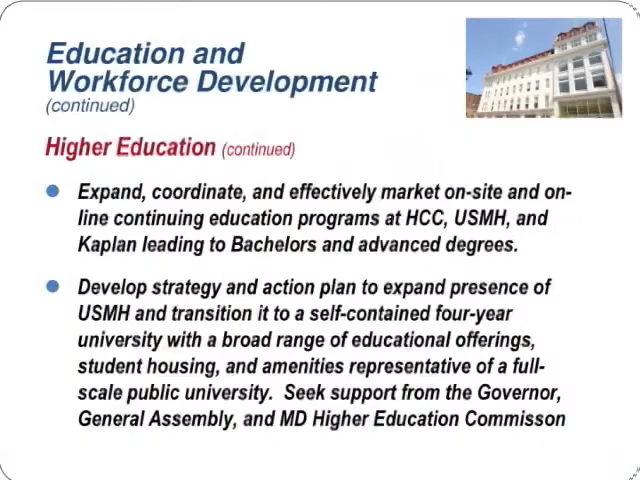 Education and
Workforce Development
(continued)
Higher Education (continued)
Expand, coordinate, and effectively market on-site and on-
line continuing education programs at HCC, USMH, and
Kaplan leading to Bachelors and advanced degrees.
Develop strategy and action plan to expand presence of
USMH and transition it to a self-contained four-year
university with a broad range of educational offerings,
student housing, and amenities representative of a full-
scale public university.  Seek support from the Governor,
General Assembly, and MD Higher Education Commisson